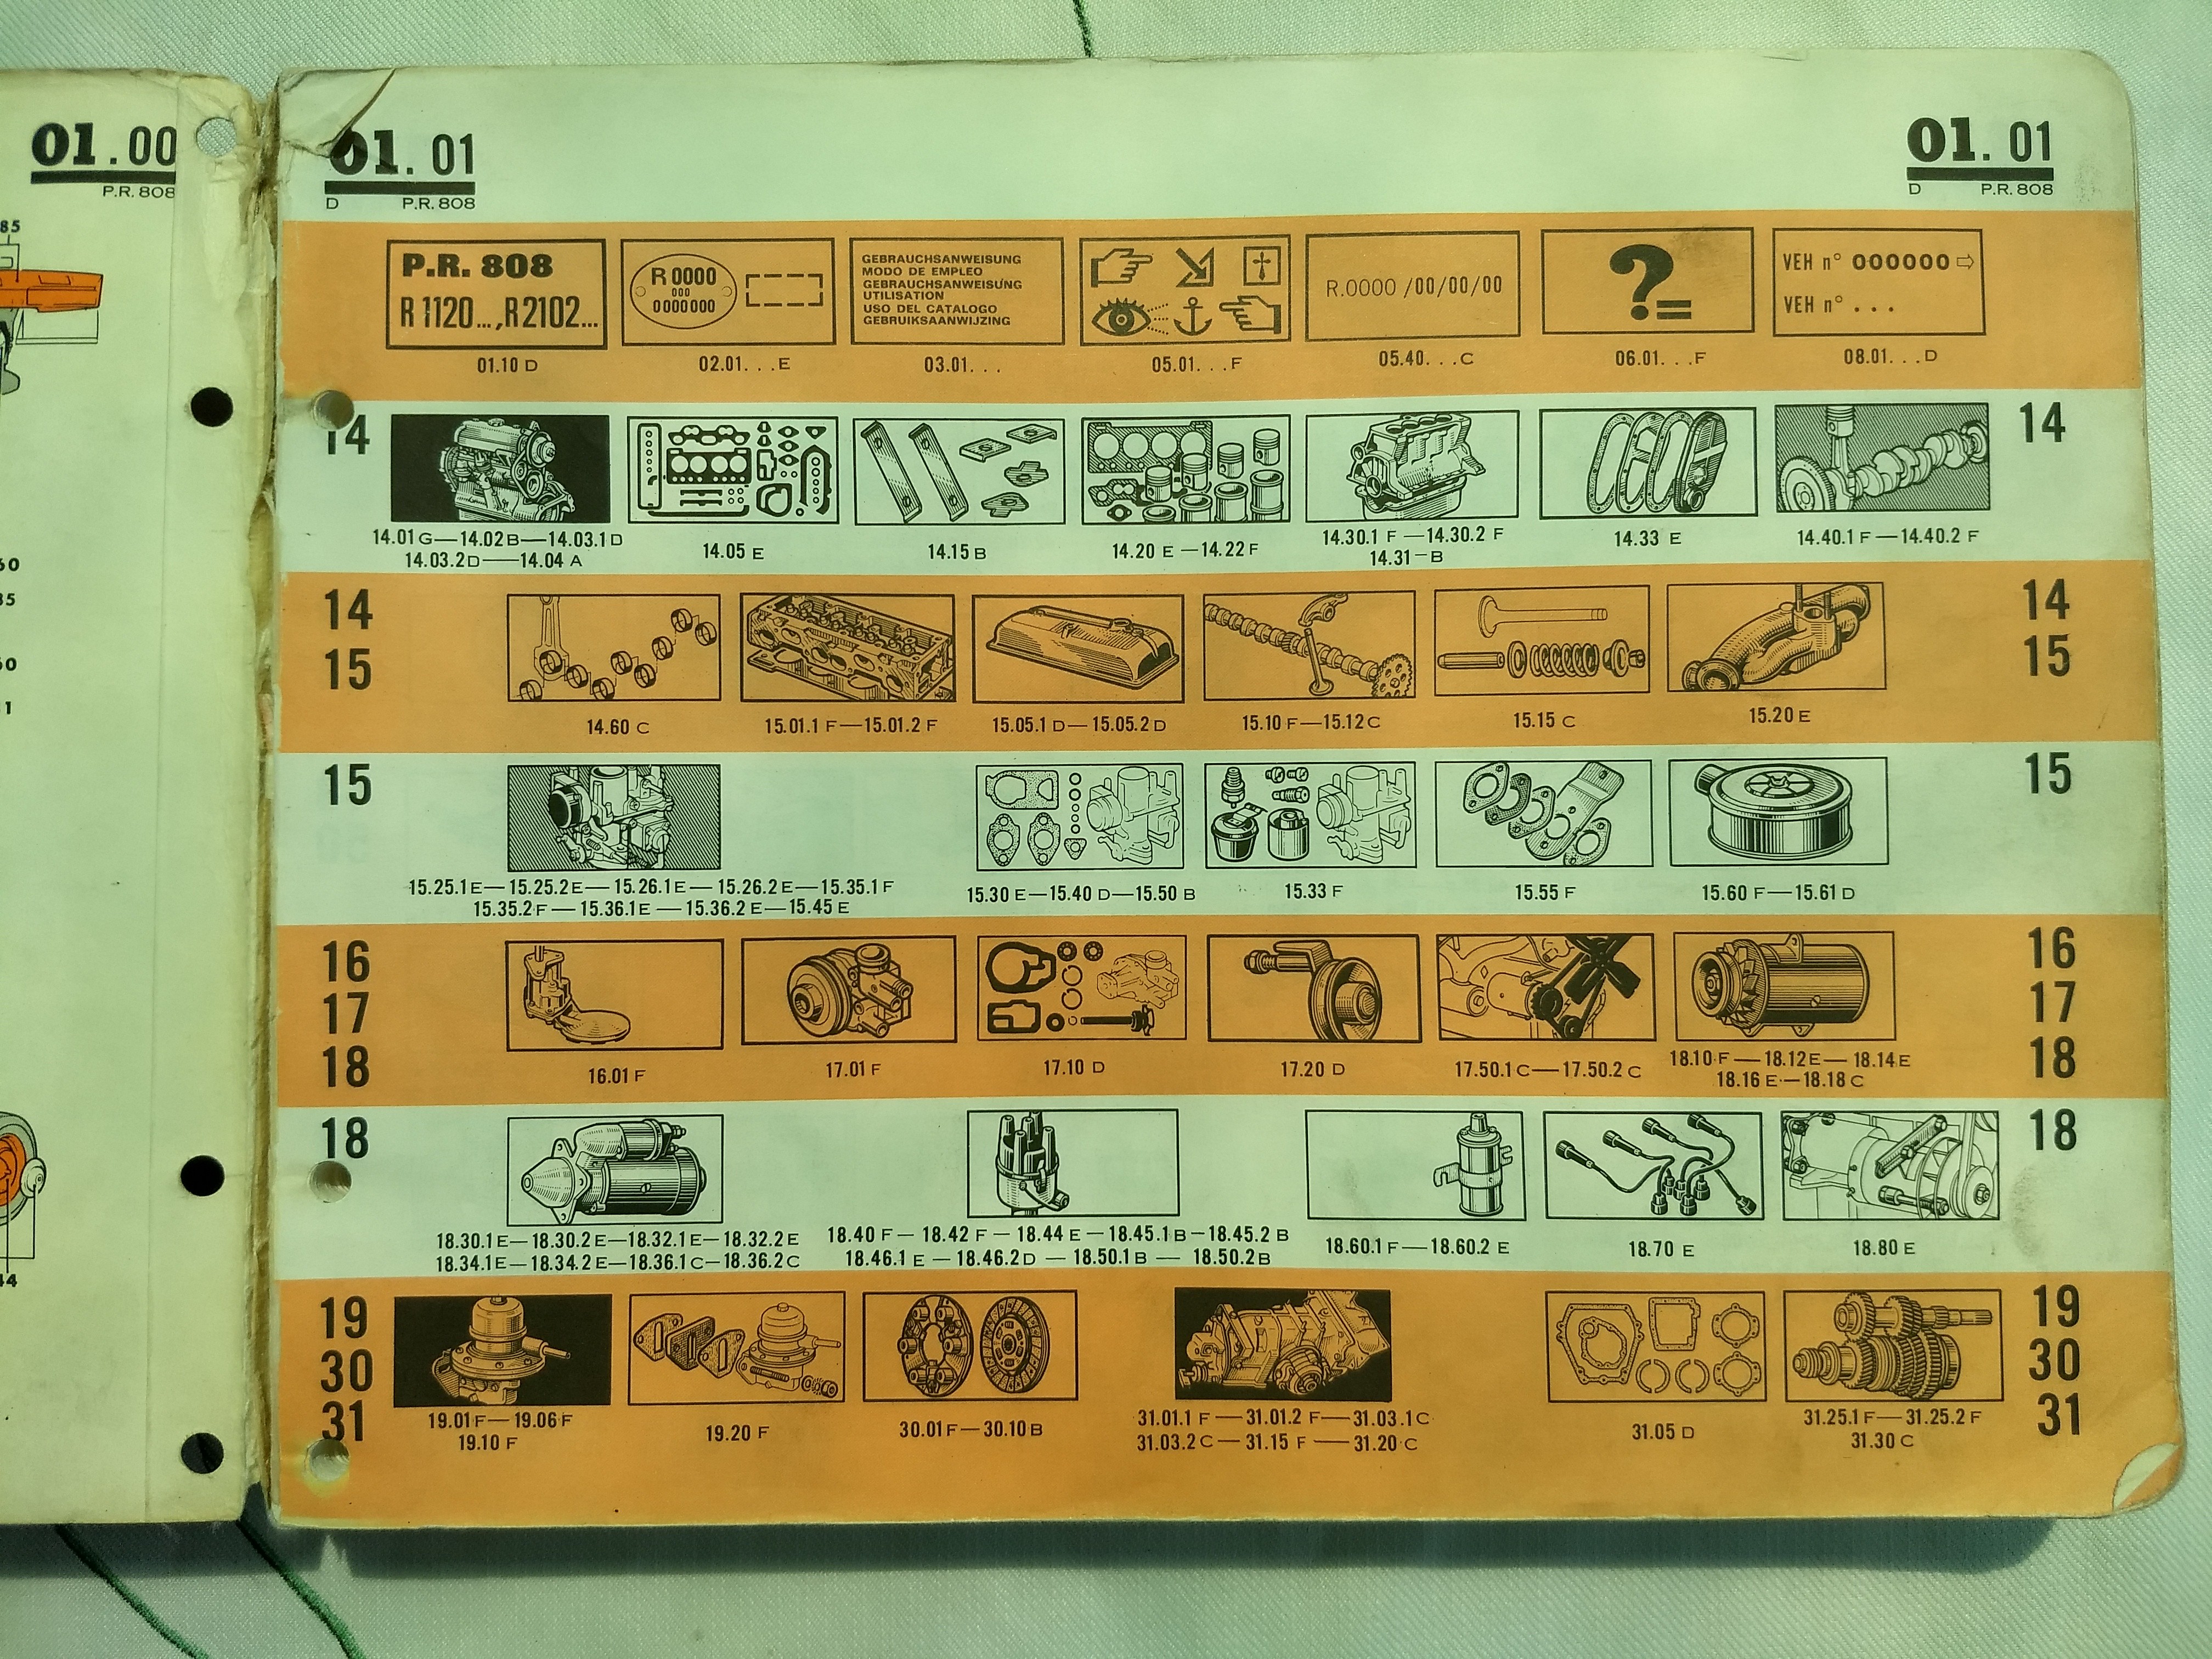 01.00
P.R. 808
85
60
35
60
1
44
01. 01
D P.R. 808
01. 01
D P.R. 808
P.R. 808
R 1120...,R2102...
01.10 D
R 0000
000
0000000
02.01. . .E
GEBRAUCHSANWEISUNG
MODO DE EMPLEO
GEBRAUCHSANWEISUNG
UTILISATION
USO DEL CATALOGO
GEBRUIKSAANWIJZING
03.01. . .
05.01. . .F
R.0000 /00/00/00
05.40. . .C
?=
06.01. . .F
VEH n° 000000 ⇨
VEH n° . . .
08.01. . .D
14
14
14.01 G—14.02 B—14.03.1 D
14.03.2 D—14.04 A
14.05 E
14.15 B
14.20 E —14.22 F
14.30.1 F —14.30.2 F
14.31—B
14.33 E
14.40.1 F—14.40.2 F
14
15
14
15
14.60 C
15.01.1 F—15.01.2 F
15.05.1 D—15.05.2 D
15.10 F—15.12 C
15.15 C
15.20 E
15
15
15.25.1 E—15.25.2 E—15.26.1 E—15.26.2 E—15.35.1 F
15.35.2 F—15.36.1 E—15.36.2 E—15.45 E
15.30 E—15.40 D—15.50 B
15.33 F
15.55 F
15.60 F—15.61 D
16
17
18
16
17
18
16.01 F
17.01 F
17.10 D
17.20 D
17.50.1 C—17.50.2 C
18.10 F—18.12 E—18.14 E
18.16 E—18.18 C
18
18
18.30.1 E—18.30.2 E—18.32.1 E—18.32.2 E
18.34.1 E—18.34.2 E—18.36.1 C—18.36.2 C
18.40 F—18.42 F—18.44 E—18.45.1 B—18.45.2 B
18.46.1 E—18.46.2 D—18.50.1 B—18.50.2 B
18.60.1 F—18.60.2 E
18.70 E
18.80 E
19
30
31
19
30
31
19.01 F—19.06 F
19.10 F
19.20 F
30.01 F—30.10 B
31.01.1 F—31.01.2 F—31.03.1 C
31.03.2 C—31.15 F—31.20 C
31.05 D
31.25.1 F—31.25.2 F
31.30 C